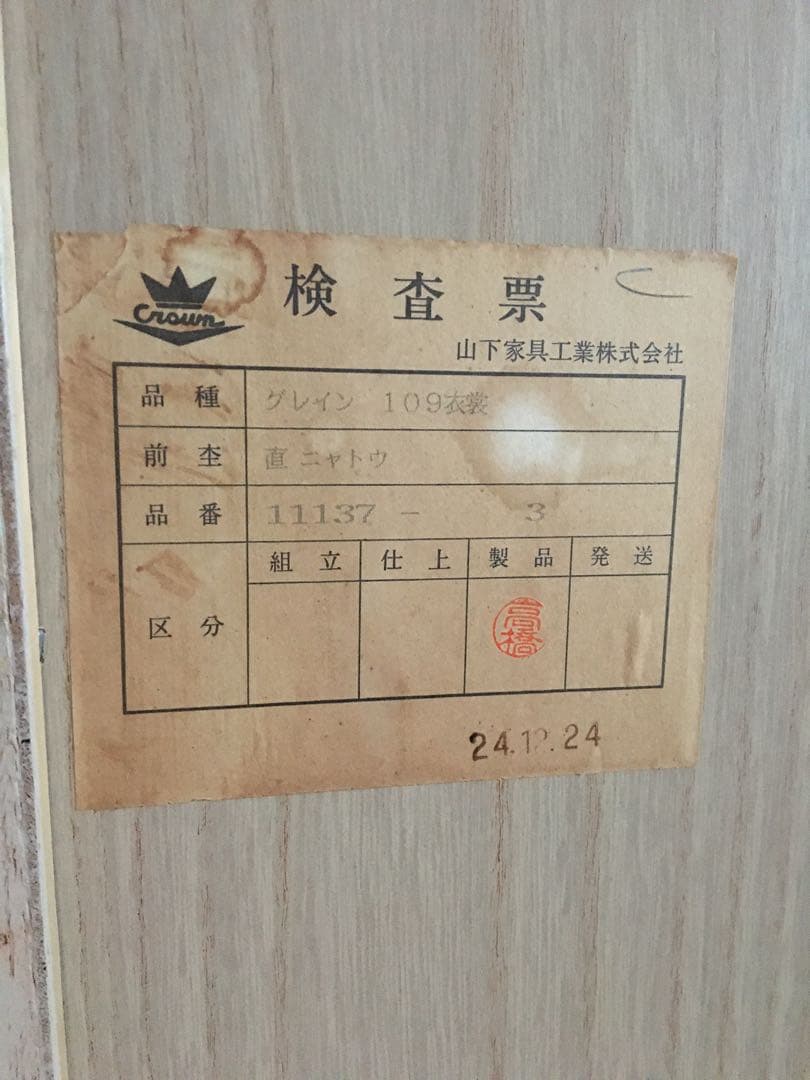 Crown
検査票
山下家具工業株式会社
品種 グレイン 109衣裳
前杢 直 ニャトウ
品番 11137 - 3
区分 組立 仕上 製品 発送
高橋
24.12.24